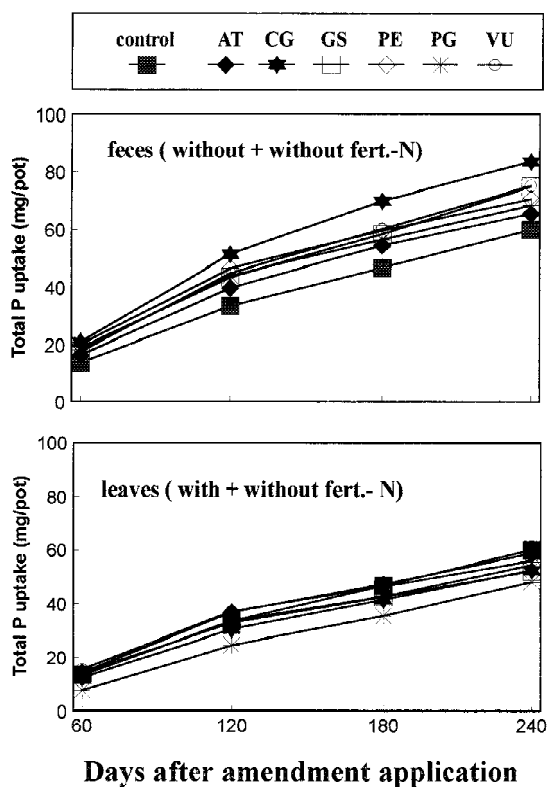 control AT CG GS PE PG VU
100
feces ( without + without fert.-N)
80
60
40
20
0
Total P uptake (mg/pot)
100
leaves ( with + without fert.- N)
80
60
40
20
0
Total P uptake (mg/pot)
60 120 180 240
Days after amendment application